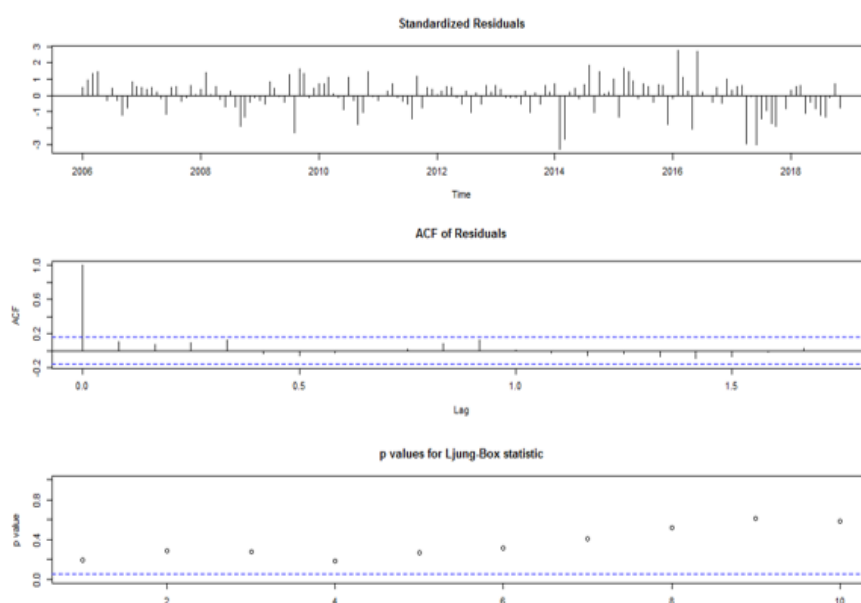 Standardized Residuals
3
2
1
0
-1
-3
2006 2008 2010 2012 2014 2016 2018
Time
ACF of Residuals
1.0
0.6
0.2
-0.2
ACF
0.0 0.5 1.0 1.5
Lag
p values for Ljung-Box statistic
0.8
0.4
0.0
p value
2 4 6 8 10